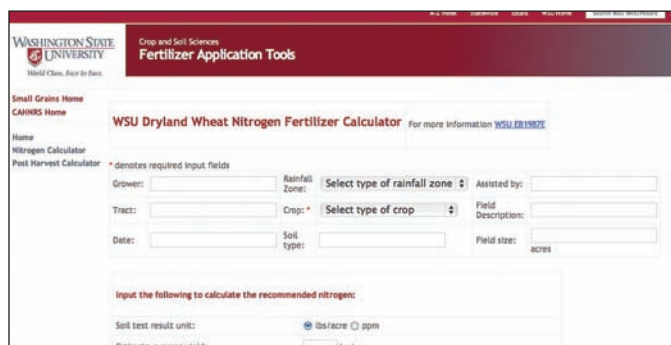 A-Z Index Statewide WSU Home
WASHINGTON STATE
UNIVERSITY
World Class. Face to Face.
Crop and Soil Sciences
Fertilizer Application Tools
Small Grains Home
CAHNRS Home
Home
Nitrogen Calculator
Post Harvest Calculator
WSU Dryland Wheat Nitrogen Fertilizer Calculator For more information WSU EB1987E
* denotes required input fields
Grower: Rainfall Zone: Select type of rainfall zone Assisted by:
Tract: Crop: * Select type of crop Field Description:
Date: Soil type: Field size: acres
Input the following to calculate the recommended nitrogen:
Soil test result unit: lbs/acre ppm